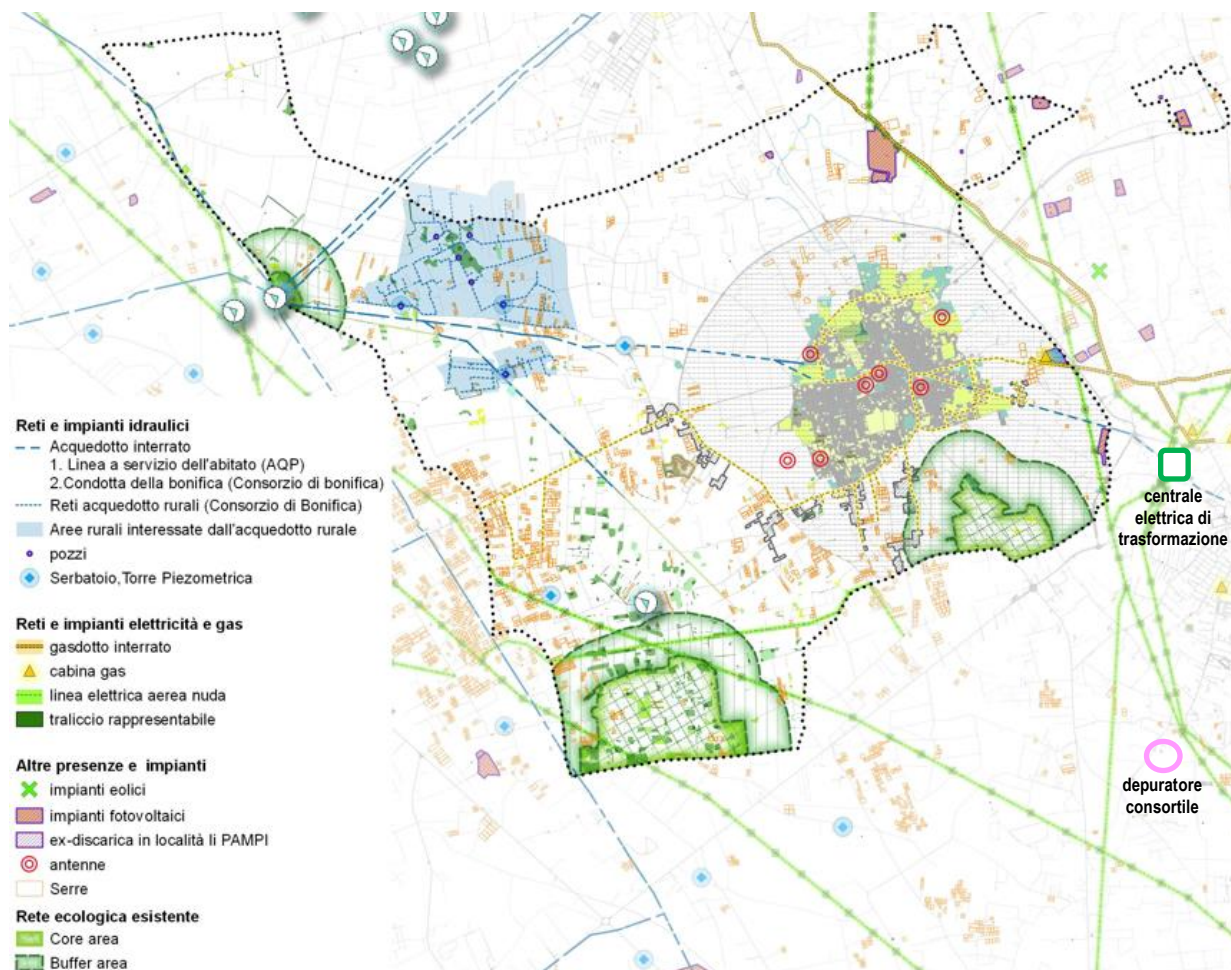 Reti e impianti idraulici
Acquedotto interrato
1. Linea a servizio dell'abitato (AQP)
2.Condotta della bonifica (Consorzio di bonifica)
Reti acquedotto rurali (Consorzio di Bonifica)
Aree rurali interessate dall'acquedotto rurale
pozzi
Serbatoio,Torre Piezometrica
Reti e impianti elettricità e gas
gasdotto interrato
cabina gas
linea elettrica aerea nuda
traliccio rappresentabile
Altre presenze e impianti
impianti eolici
impianti fotovoltaici
ex-discarica in località li PAMPI
antenne
Serre
Rete ecologica esistente
Core area
Buffer area
centrale
elettrica di
trasformazione
depuratore
consortile